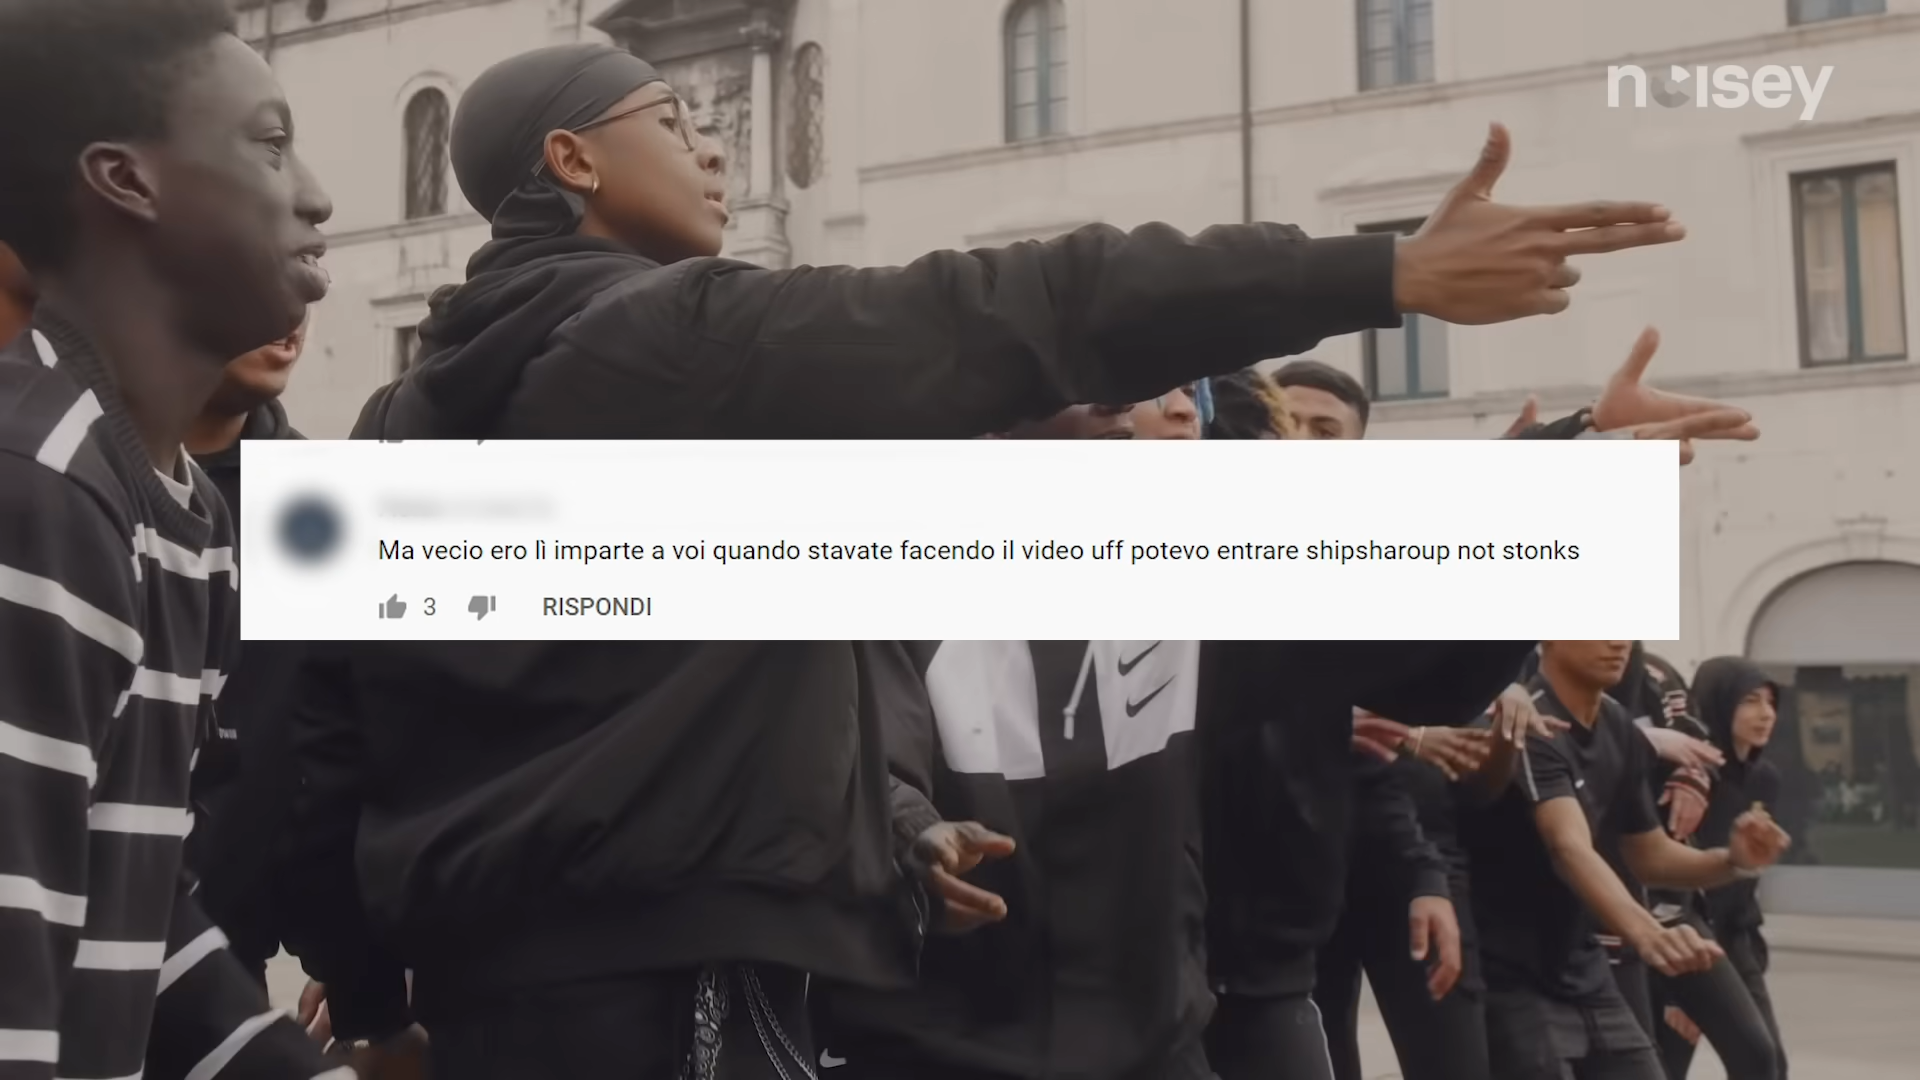 noisey
Ma vecio ero lì imparte a voi quando stavate facendo il video uff potevo entrare shipsharoup not stonks
3 RISPONDI